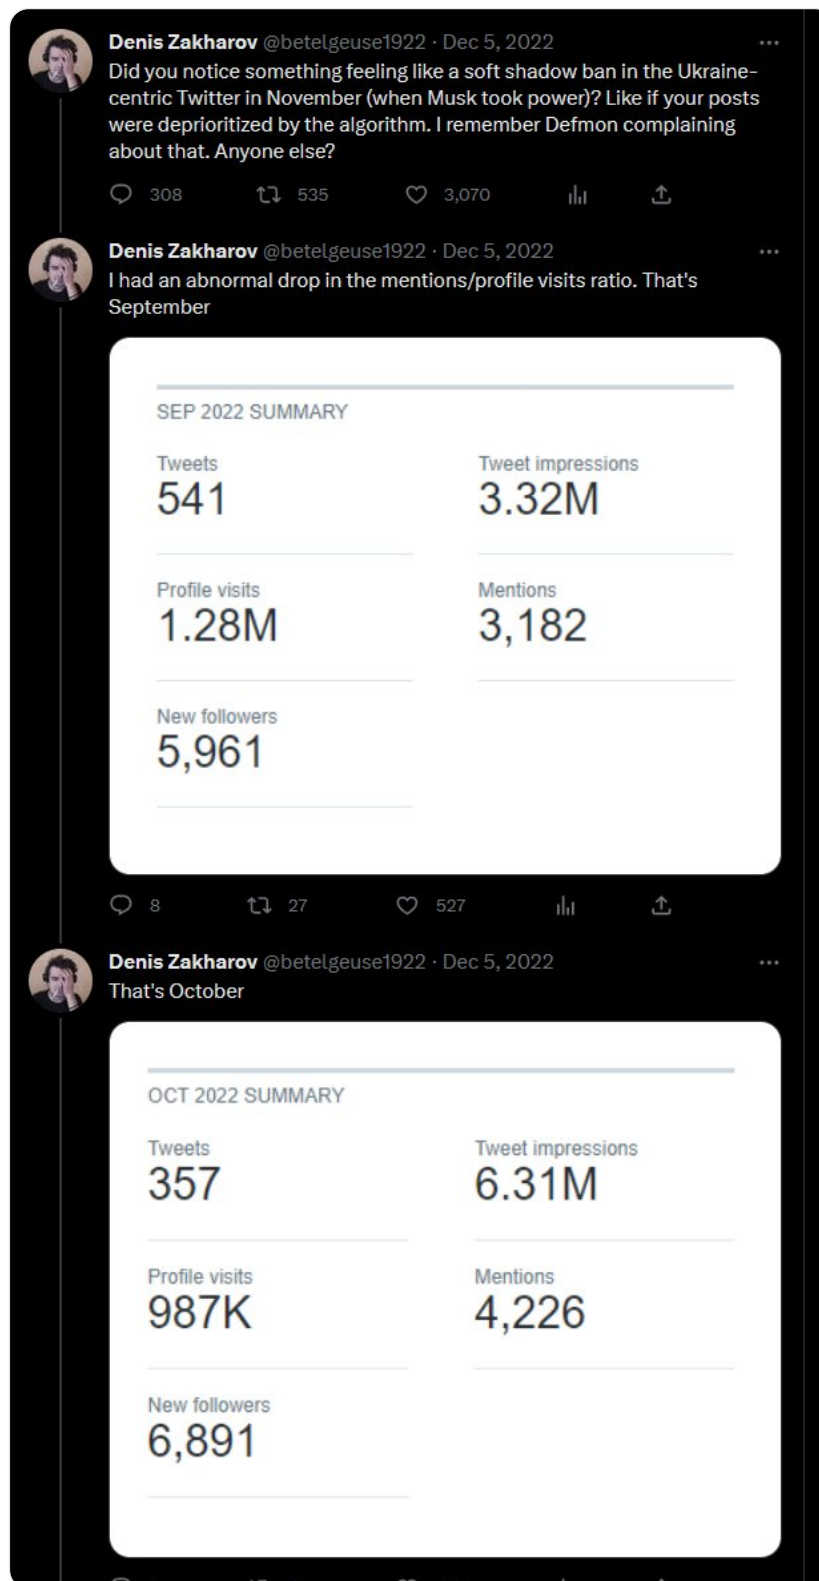 Denis Zakharov @betelgeuse1922 · Dec 5, 2022
Did you notice something feeling like a soft shadow ban in the Ukraine-
centric Twitter in November (when Musk took power)? Like if your posts
were deprioritized by the algorithm. I remember Defmon complaining
about that. Anyone else?
308 535 3,070
Denis Zakharov @betelgeuse1922 · Dec 5, 2022
I had an abnormal drop in the mentions/profile visits ratio. That's
September
SEP 2022 SUMMARY
Tweets Tweet impressions
541 3.32M
Profile visits Mentions
1.28M 3,182
New followers
5,961
8 27 527
Denis Zakharov @betelgeuse1922 · Dec 5, 2022
That's October
OCT 2022 SUMMARY
Tweets Tweet impressions
357 6.31M
Profile visits Mentions
987K 4,226
New followers
6,891